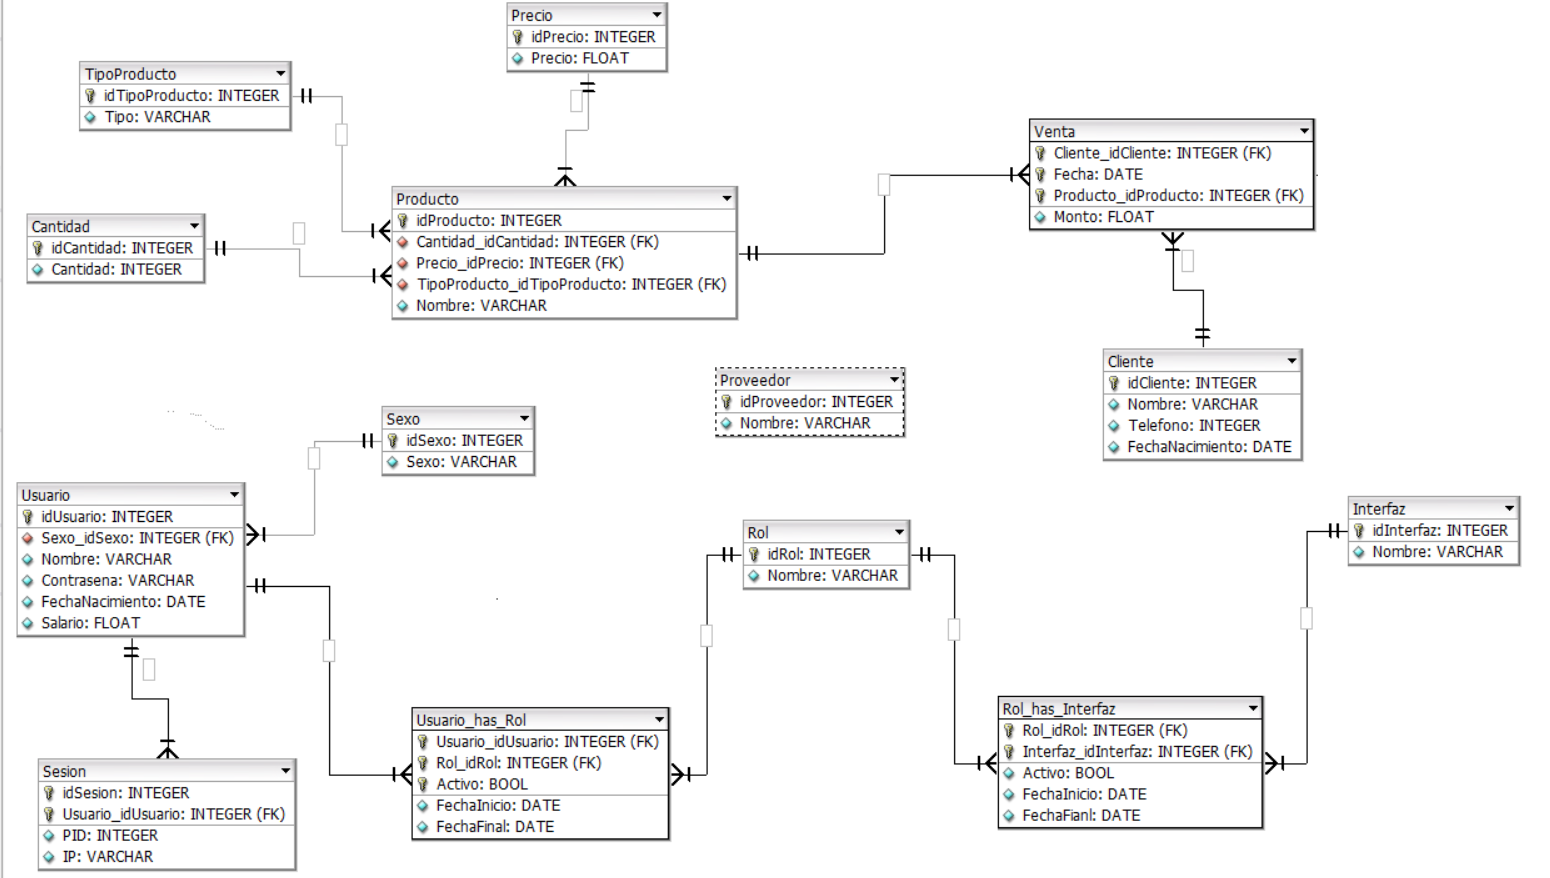 Precio
idPrecio: INTEGER
Precio: FLOAT
TipoProducto
idTipoProducto: INTEGER
Tipo: VARCHAR
Venta
Cliente_idCliente: INTEGER (FK)
Fecha: DATE
Producto_idProducto: INTEGER (FK)
Monto: FLOAT
Producto
idProducto: INTEGER
Cantidad_idCantidad: INTEGER (FK)
Precio_idPrecio: INTEGER (FK)
TipoProducto_idTipoProducto: INTEGER (FK)
Nombre: VARCHAR
Cantidad
idCantidad: INTEGER
Cantidad: INTEGER
Cliente
idCliente: INTEGER
Nombre: VARCHAR
Telefono: INTEGER
FechaNacimiento: DATE
Proveedor
idProveedor: INTEGER
Nombre: VARCHAR
Sexo
idSexo: INTEGER
Sexo: VARCHAR
Usuario
idUsuario: INTEGER
Sexo_idSexo: INTEGER (FK)
Nombre: VARCHAR
Contrasena: VARCHAR
FechaNacimiento: DATE
Salario: FLOAT
Rol
idRol: INTEGER
Nombre: VARCHAR
Interfaz
idInterfaz: INTEGER
Nombre: VARCHAR
Usuario_has_Rol
Usuario_idUsuario: INTEGER (FK)
Rol_idRol: INTEGER (FK)
Activo: BOOL
FechaInicio: DATE
FechaFinal: DATE
Rol_has_Interfaz
Rol_idRol: INTEGER (FK)
Interfaz_idInterfaz: INTEGER (FK)
Activo: BOOL
FechaInicio: DATE
FechaFianl: DATE
Sesion
idSesion: INTEGER
Usuario_idUsuario: INTEGER (FK)
PID: INTEGER
IP: VARCHAR